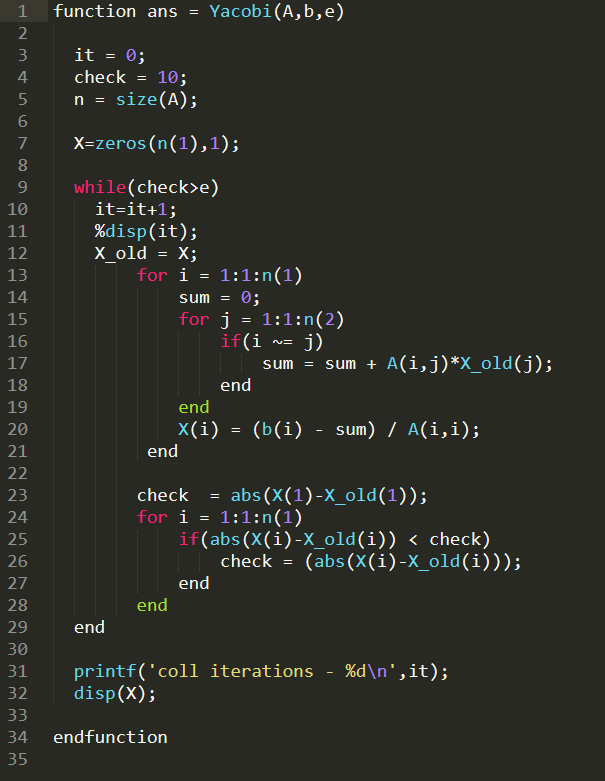 1 function ans = Yacobi(A,b,e)
2
3   it = 0;
4   check = 10;
5   n = size(A);
6
7   X=zeros(n(1),1);
8
9   while(check>e)
10     it=it+1;
11     %disp(it);
12     X_old = X;
13         for i = 1:1:n(1)
14             sum = 0;
15             for j = 1:1:n(2)
16                 if(i ~= j)
17                     sum = sum + A(i,j)*X_old(j);
18                 end
19             end
20             X(i) = (b(i) - sum) / A(i,i);
21          end
22
23         check  = abs(X(1)-X_old(1));
24         for i = 1:1:n(1)
25             if(abs(X(i)-X_old(i)) < check)
26                 check = (abs(X(i)-X_old(i)));
27             end
28         end
29   end
30
31   printf('coll iterations - %d\n',it);
32   disp(X);
33
34 endfunction
35